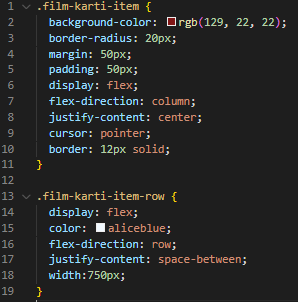 1 .film-karti-item {
2 background-color: rgb(129, 22, 22);
3 border-radius: 20px;
4 margin: 50px;
5 padding: 50px;
6 display: flex;
7 flex-direction: column;
8 justify-content: center;
9 cursor: pointer;
10 border: 12px solid;
11 }
12
13 .film-karti-item-row {
14 display: flex;
15 color: aliceblue;
16 flex-direction: row;
17 justify-content: space-between;
18 width:750px;
19 }